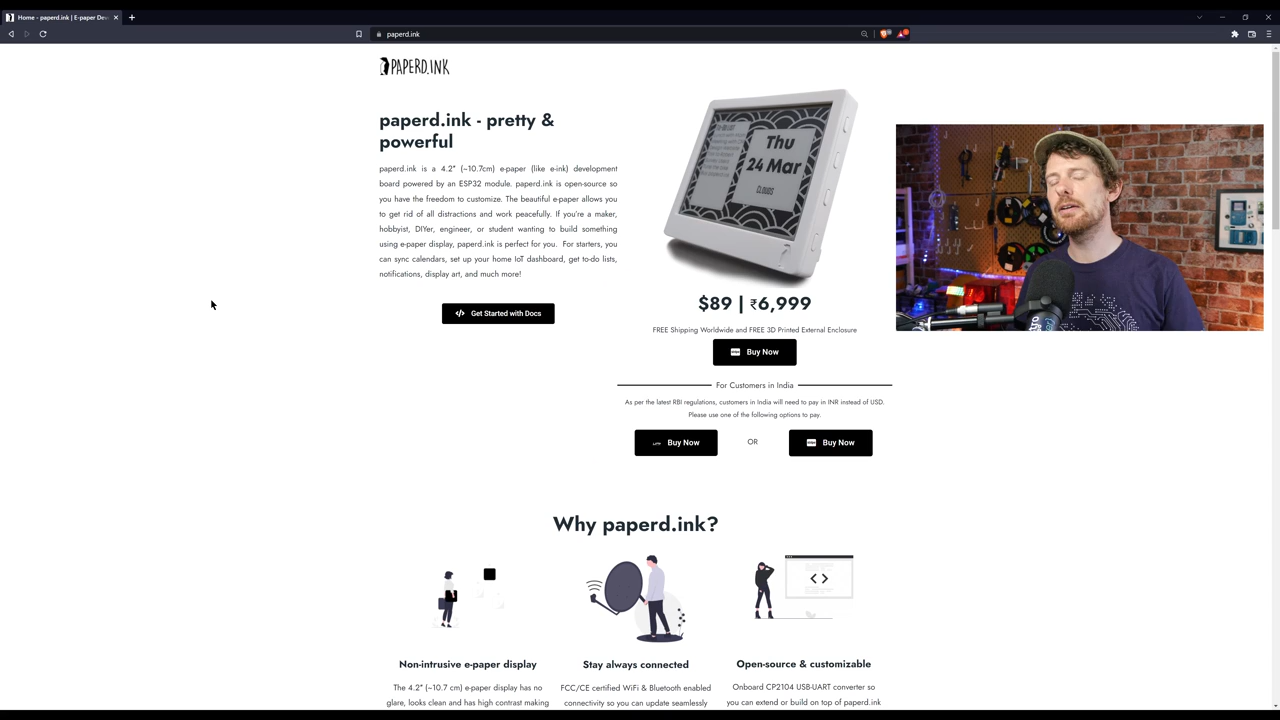 Home - paperd.ink | E-paper Dev
paperd.ink
PAPERD.INK
paperd.ink - pretty &
powerful
paperd.ink is a 4.2″ (~10.7cm) e-paper (like e-ink) development
board powered by an ESP32 module. paperd.ink is open-source so
you have the freedom to customize. The beautiful e-paper allows you
to get rid of all distractions and work peacefully. If you're a maker,
hobbyist, DIYer, engineer, or student wanting to build something
using e-paper display, paperd.ink is perfect for you. For starters, you
can sync calendars, set up your home IoT dashboard, get to-do lists,
notifications, display art, and much more!
Get Started with Docs
Thu
24 Mar
CLOUDS
$89 | ₹6,999
FREE Shipping Worldwide and FREE 3D Printed External Enclosure
Buy Now
For Customers in India
As per the latest RBI regulations, customers in India will need to pay in INR instead of USD.
Please use one of the following options to pay.
Buy Now
OR
Buy Now
Why paperd.ink?
Non-intrusive e-paper display
The 4.2″ (~10.7 cm) e-paper display has no
glare, looks clean and has high contrast making
Stay always connected
FCC/CE certified WiFi & Bluetooth enabled
connectivity so you can update seamlessly
Open-source & customizable
Onboard CP2104 USB-UART converter so
you can extend or build on top of paperd.ink